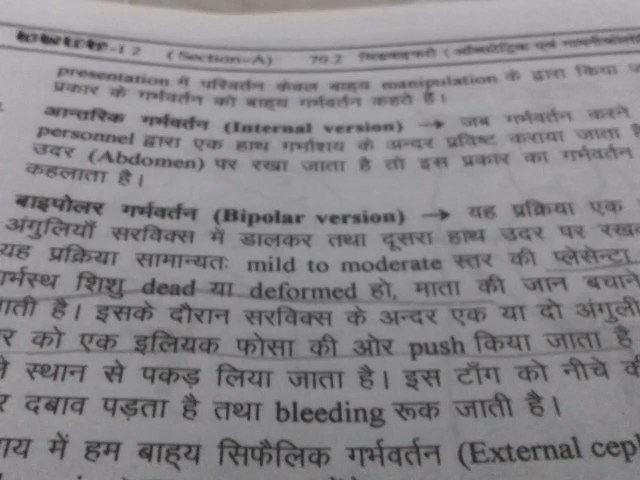 (Section-A) 70.2
presentation में परिवर्तन केवल बाह्य manipulation के द्वारा किया
प्रकार के गर्भवर्तन को बाह्य गर्भवर्तन कहते हैं।
आन्तरिक गर्भवर्तन (Internal version) → जब गर्भवर्तन करने
personnel द्वारा एक हाथ गर्भाशय के अन्दर प्रविष्ट कराया जाता
उदर (Abdomen) पर रखा जाता है तो इस प्रकार का गर्भवर्तन
कहलाता है।
बाइपोलर गर्भवर्तन (Bipolar version) → यह प्रक्रिया एक
अंगुलियाँ सरविक्स में डालकर तथा दूसरा हाथ उदर पर
यह प्रक्रिया सामान्यतः mild to moderate स्तर की प्लेसेन्टा
शिशु dead या deformed हो, माता की जान बचाने
है। इसके दौरान सरविक्स के अन्दर एक या दो अंगुली
को एक इलियक फोसा की ओर push किया जाता है
स्थान से पकड़ लिया जाता है। इस टाँग को नीचे
दबाव पड़ता है तथा bleeding रूक जाती है।
में हम बाह्य सिफैलिक गर्भवर्तन (External